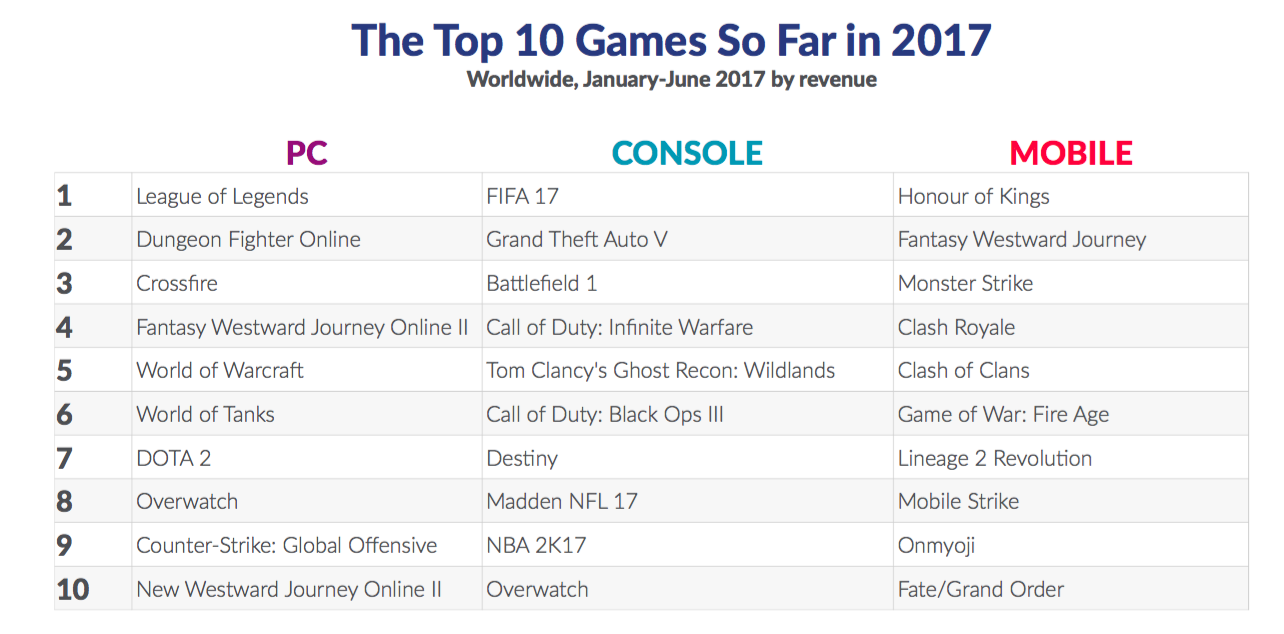 The Top 10 Games So Far in 2017
Worldwide, January-June 2017 by revenue
PC CONSOLE MOBILE
1 League of Legends FIFA 17 Honour of Kings
2 Dungeon Fighter Online Grand Theft Auto V Fantasy Westward Journey
3 Crossfire Battlefield 1 Monster Strike
4 Fantasy Westward Journey Online II Call of Duty: Infinite Warfare Clash Royale
5 World of Warcraft Tom Clancy's Ghost Recon: Wildlands Clash of Clans
6 World of Tanks Call of Duty: Black Ops III Game of War: Fire Age
7 DOTA 2 Destiny Lineage 2 Revolution
8 Overwatch Madden NFL 17 Mobile Strike
9 Counter-Strike: Global Offensive NBA 2K17 Onmyoji
10 New Westward Journey Online II Overwatch Fate/Grand Order